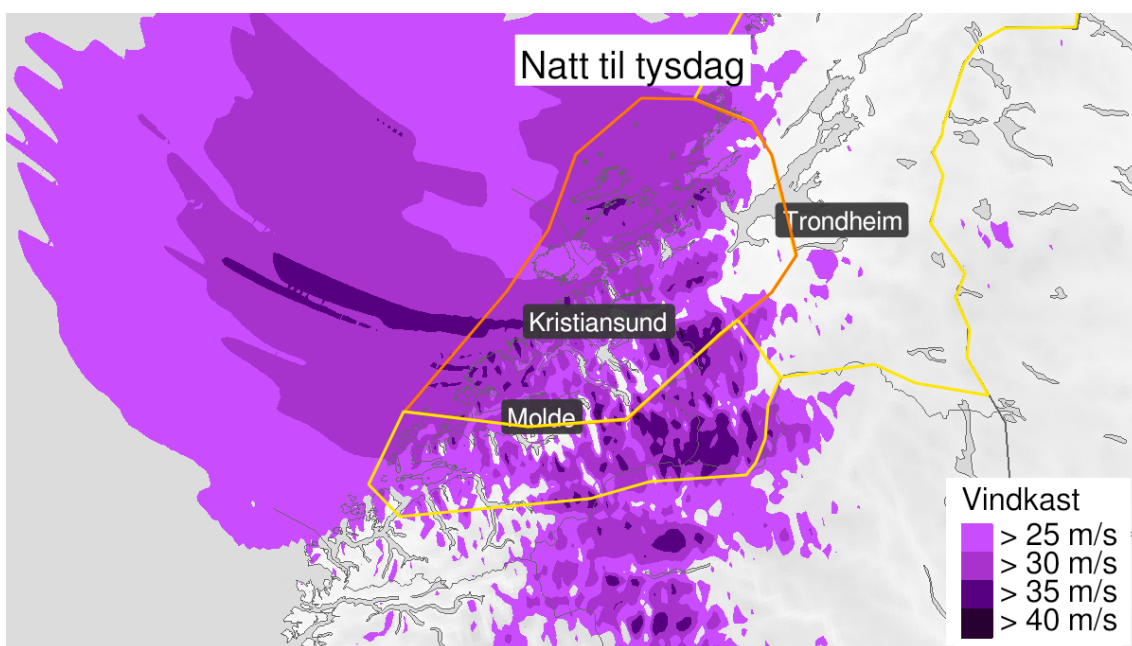 Natt til tysdag
Trondheim
Kristiansund
Molde
Vindkast
> 25 m/s
> 30 m/s
> 35 m/s
> 40 m/s